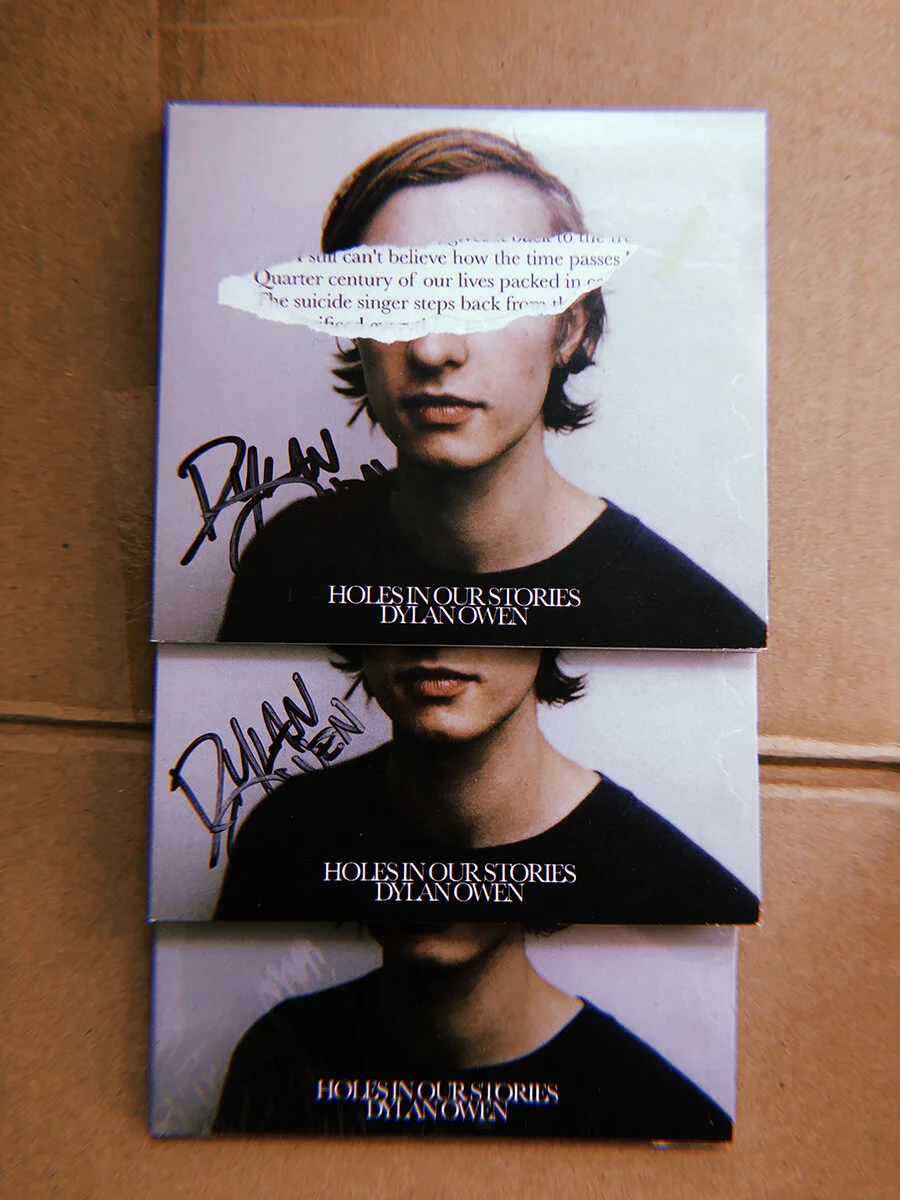 I still can't believe how the time passes
Quarter century of our lives packed in
The suicide singer steps back from
DYLAN
HOLES IN OUR STORIES
DYLAN OWEN
DYLAN
OWEN
HOLES IN OUR STORIES
DYLAN OWEN
HOLES IN OUR STORIES
DYLAN OWEN